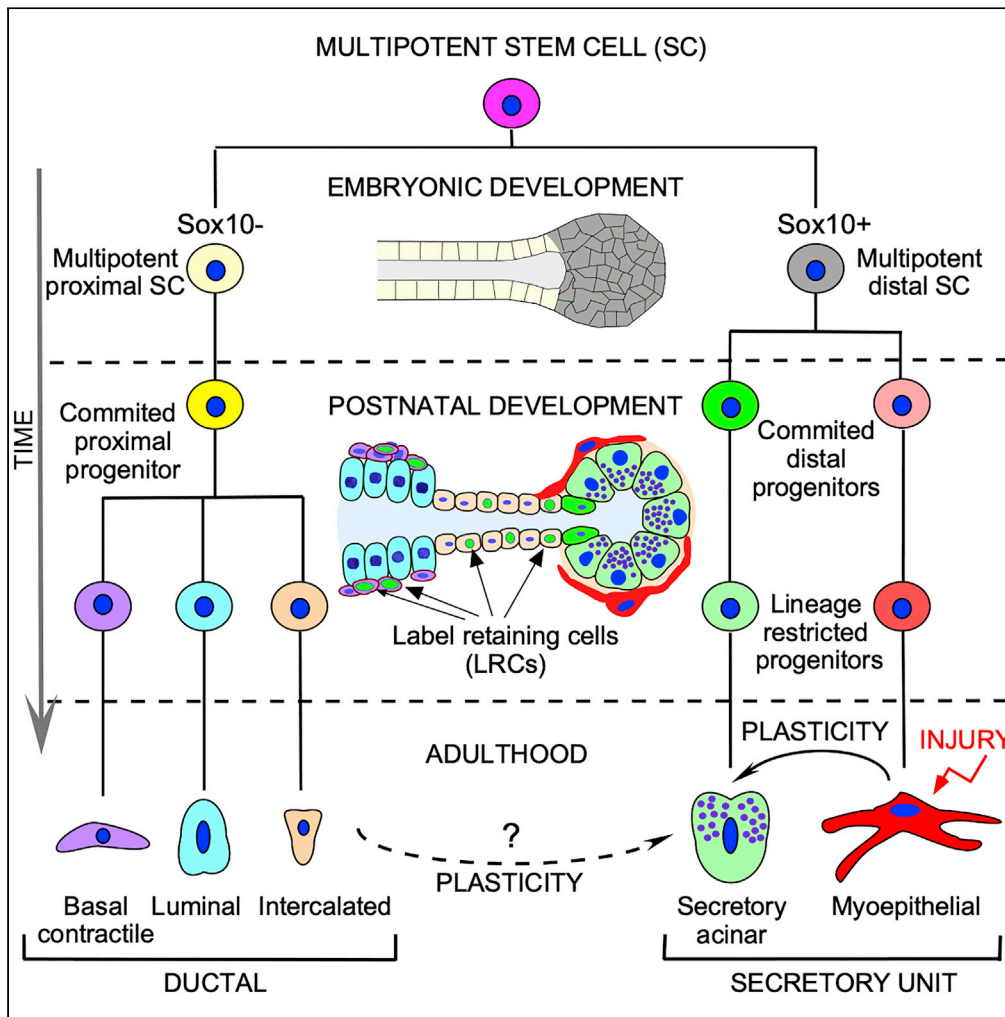 MULTIPOTENT STEM CELL (SC)
EMBRYONIC DEVELOPMENT
Sox10-
Multipotent
proximal SC
Sox10+
Multipotent
distal SC
TIME
Commited
proximal
progenitor
POSTNATAL DEVELOPMENT
Commited
distal
progenitors
Label retaining cells
(LRCs)
Lineage
restricted
progenitors
ADULTHOOD
PLASTICITY
INJURY
?
PLASTICITY
Basal
contractile
Luminal
Intercalated
Secretory
acinar
Myoepithelial
DUCTAL
SECRETORY UNIT